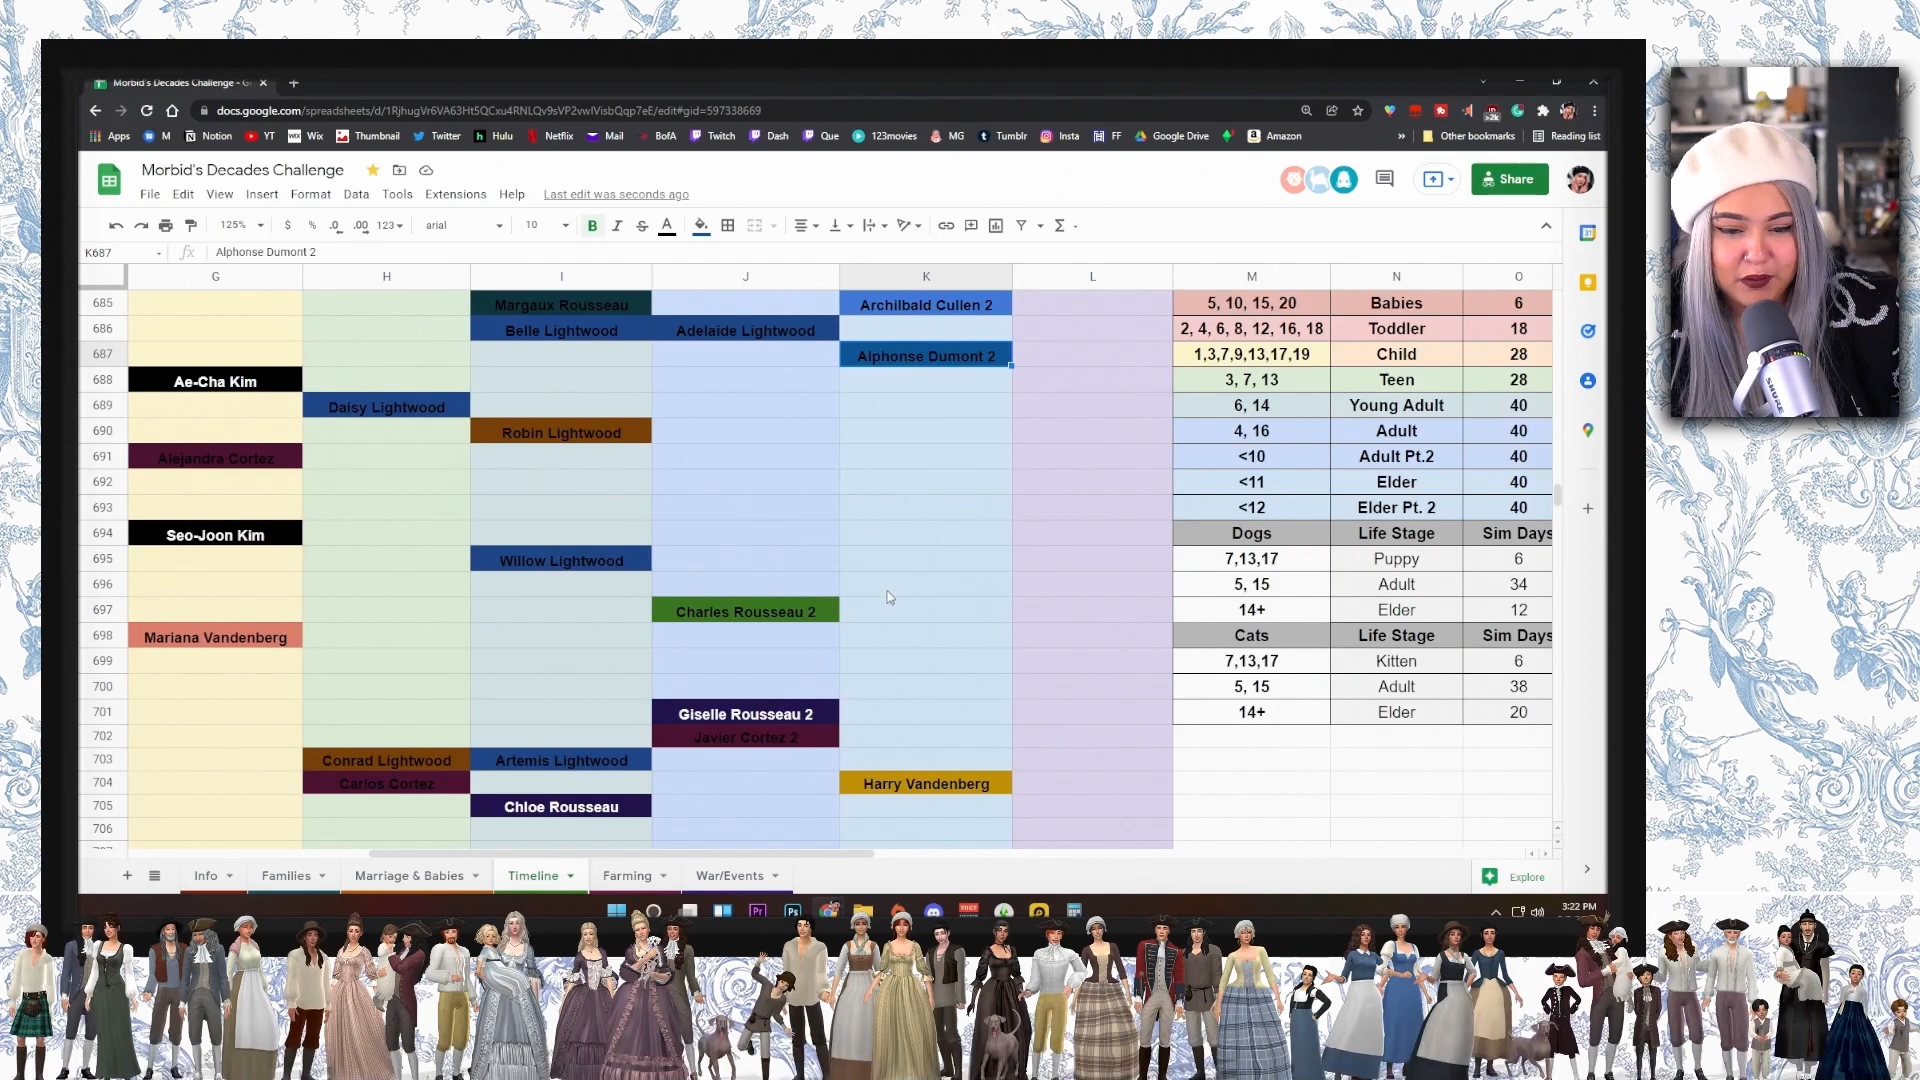 Morbid's Decades Challenge - G
docs.google.com/spreadsheets/d/1RjhugVr6VA63Ht5QCxu4RNLQv9sVP2vwIVisbQqp7eE/edit#gid=597338669
Apps M Notion YT Wix Thumbnail Twitter Hulu Netflix Mail BofA Twitch Dash Que 123movies MG Tumblr Insta FF Google Drive Amazon » Other bookmarks Reading list
Morbid's Decades Challenge
Share
File Edit View Insert Format Data Tools Extensions Help Last edit was seconds ago
125% $ % .0 .00 123 arial 10 B I S A
K687 fx Alphonse Dumont 2
G H I J K L M N O
685 Margaux Rousseau Archilbald Cullen 2 5, 10, 15, 20 Babies 6
686 Belle Lightwood Adelaide Lightwood 2, 4, 6, 8, 12, 16, 18 Toddler 18
687 Alphonse Dumont 2 1,3,7,9,13,17,19 Child 28
688 Ae-Cha Kim 3, 7, 13 Teen 28
689 Daisy Lightwood 6, 14 Young Adult 40
690 Robin Lightwood 4, 16 Adult 40
691 Alejandra Cortez <10 Adult Pt.2 40
692 <11 Elder 40
693 <12 Elder Pt. 2 40
694 Seo-Joon Kim Dogs Life Stage Sim Days
695 Willow Lightwood 7,13,17 Puppy 6
696 5, 15 Adult 34
697 Charles Rousseau 2 14+ Elder 12
698 Mariana Vandenberg Cats Life Stage Sim Days
699 7,13,17 Kitten 6
700 5, 15 Adult 38
701 Giselle Rousseau 2 14+ Elder 20
702 Javier Cortez 2
703 Conrad Lightwood Artemis Lightwood
704 Carlos Cortez Harry Vandenberg
705 Chloe Rousseau
706
Info Families Marriage & Babies Timeline Farming War/Events Explore
3:22 PM
SHURE